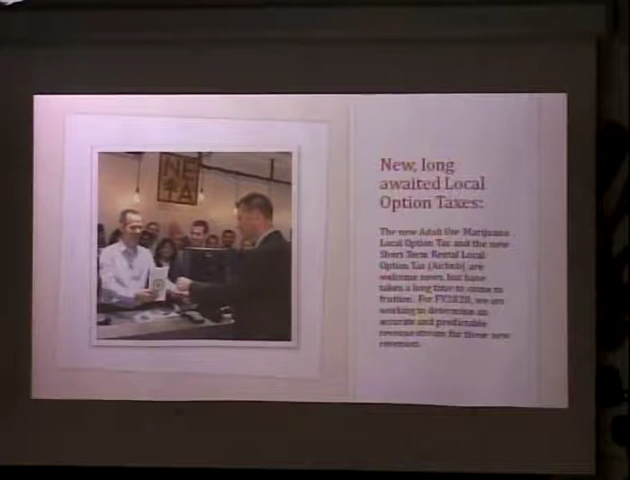 NE
TA
New, long
awaited Local
Option Taxes:
The new Adult Use Marijuana
Local Option Tax and the new
Short Term Rental Local
Option Tax (Airbnb) are
welcome news but have
taken a long time to come to
fruition. For FY2020, we are
working to determine an
accurate and predictable
revenue stream for these new
revenues.